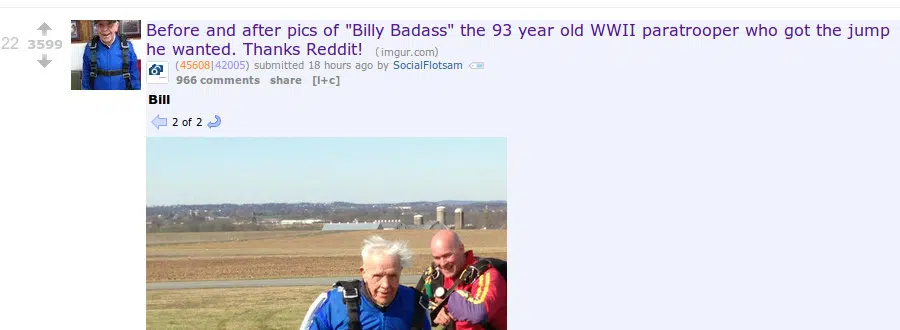 Before and after pics of "Billy Badass" the 93 year old WWII paratrooper who got the jump
22 3599 he wanted. Thanks Reddit! (imgur.com)
(45608|42005) submitted 18 hours ago by SocialFlotsam
966 comments share [l+c]
Bill
2 of 2